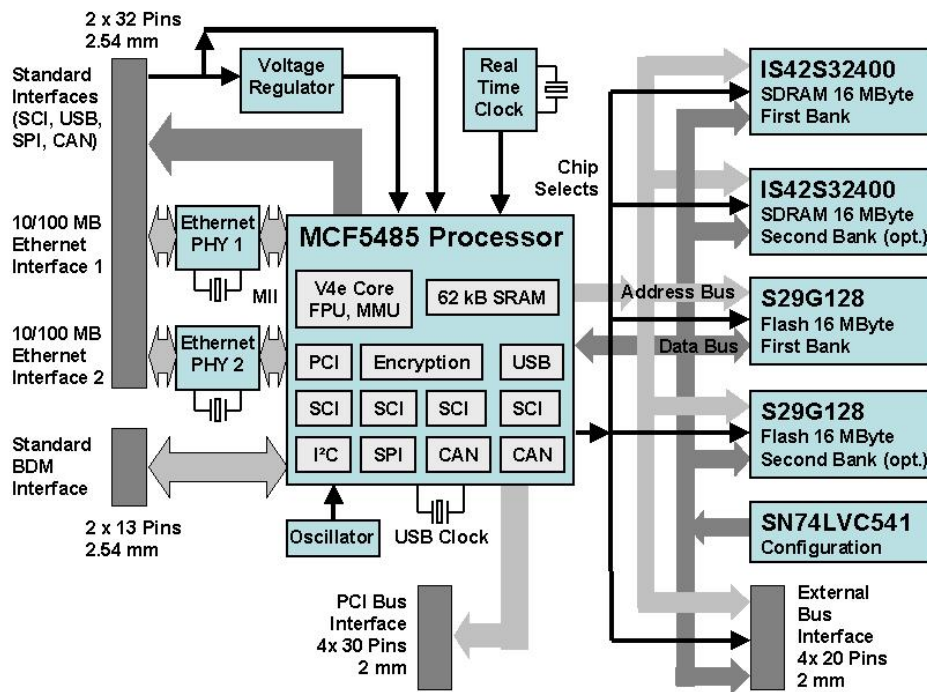 2 x 32 Pins
2.54 mm
Standard
Interfaces
(SCI, USB,
SPI, CAN)
Voltage
Regulator
Real
Time
Clock
Chip
Selects
IS42S32400
SDRAM 16 MByte
First Bank
IS42S32400
SDRAM 16 MByte
Second Bank (opt.)
10/100 MB
Ethernet
Interface 1
Ethernet
PHY 1
MII
10/100 MB
Ethernet
Interface 2
Ethernet
PHY 2
MCF5485 Processor
V4e Core
FPU, MMU
62 kB SRAM
PCI
Encryption
USB
SCI
SCI
SCI
SCI
I²C
SPI
CAN
CAN
Address Bus
Data Bus
S29G128
Flash 16 MByte
First Bank
S29G128
Flash 16 MByte
Second Bank (opt.)
SN74LVC541
Configuration
Standard
BDM
Interface
2 x 13 Pins
2.54 mm
Oscillator
USB Clock
PCI Bus
Interface
4x 30 Pins
2 mm
External
Bus
Interface
4x 20 Pins
2 mm